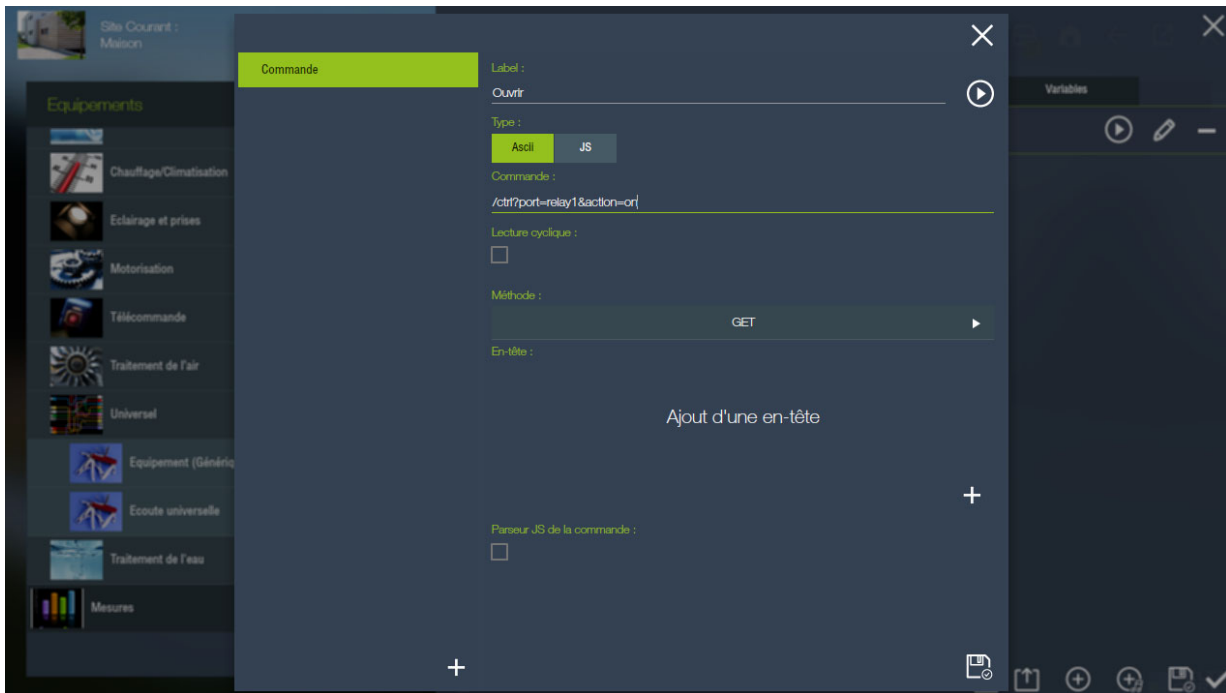 Site Courant :
Maison
Equipements
Chauffage/Climatisation
Eclairage et prises
Motorisation
Télécommande
Traitement de l'air
Universel
Equipement (Génériq
Ecoute universelle
Traitement de l'eau
Mesures
Commande
Label :
Ouvrir
Type :
Ascii JS
Commande :
/ctrl?port=relay1&action=on
Lecture cyclique :
Méthode :
GET
En-tête :
Ajout d'une en-tête
Parseur JS de la commande :
Variables